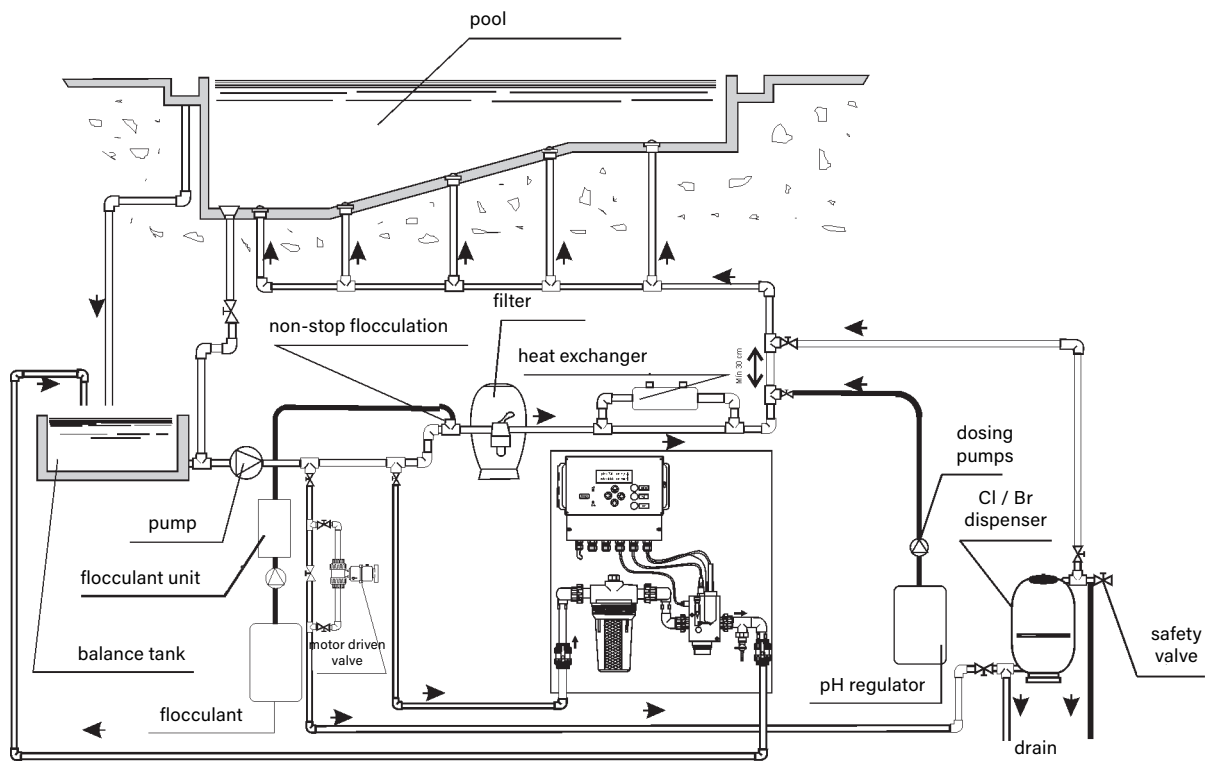 pool
filter
non-stop flocculation
heat exchanger
Min 30 cm
dosing
pumps
Cl / Br
dispenser
pump
flocculant unit
motor driven
valve
balance tank
flocculant
pH regulator
safety
valve
drain